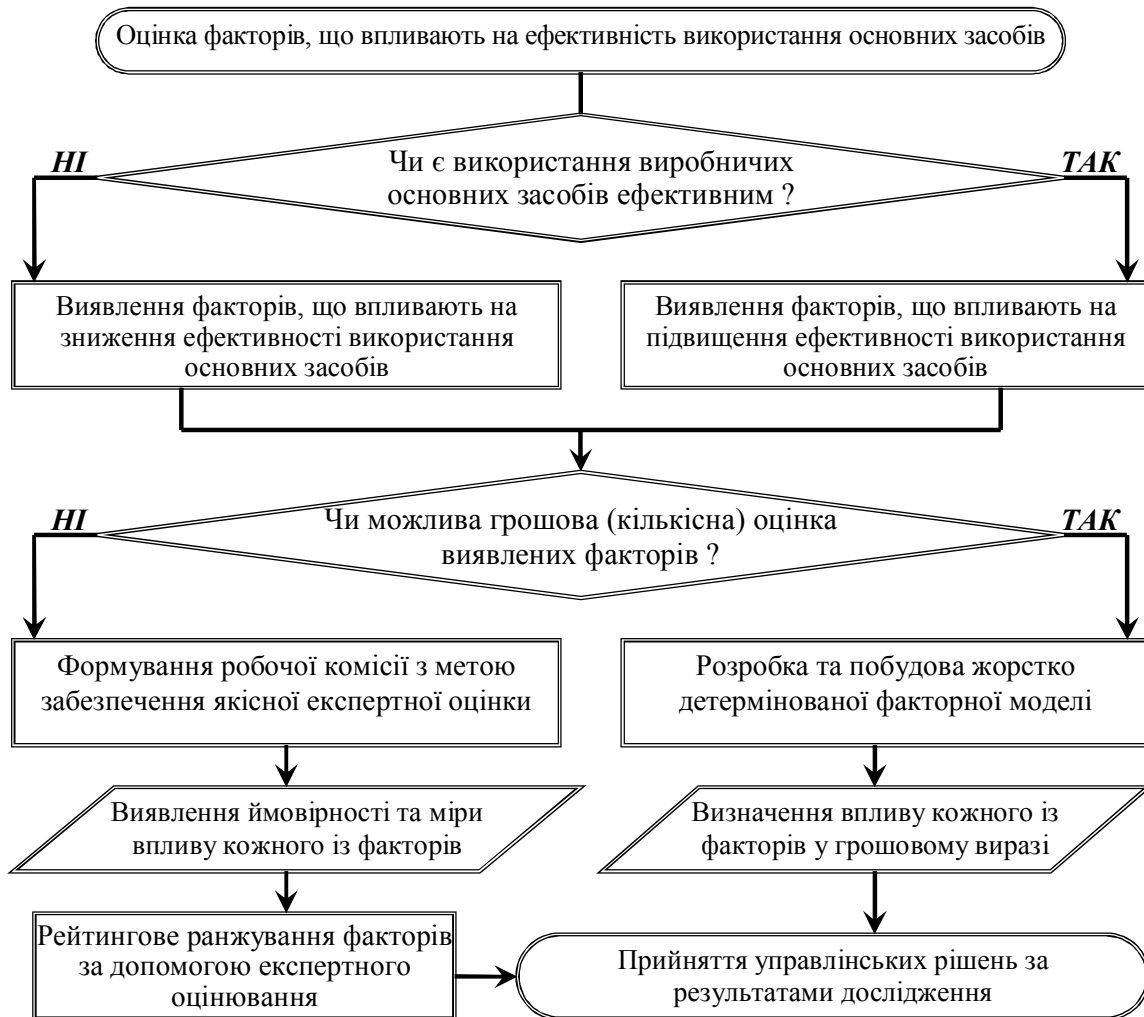 Оцінка факторів, що впливають на ефективність використання основних засобів
Чи є використання виробничих
основних засобів ефективним ?
НІ
ТАК
Виявлення факторів, що впливають на
зниження ефективності використання
основних засобів
Виявлення факторів, що впливають на
підвищення ефективності використання
основних засобів
Чи можлива грошова (кількісна) оцінка
виявлених факторів ?
НІ
ТАК
Формування робочої комісії з метою
забезпечення якісної експертної оцінки
Розробка та побудова жорстко
детермінованої факторної моделі
Виявлення ймовірності та міри
впливу кожного із факторів
Визначення впливу кожного із
факторів у грошовому виразі
Рейтингове ранжування факторів
за допомогою експертного
оцінювання
Прийняття управлінських рішень за
результатами дослідження